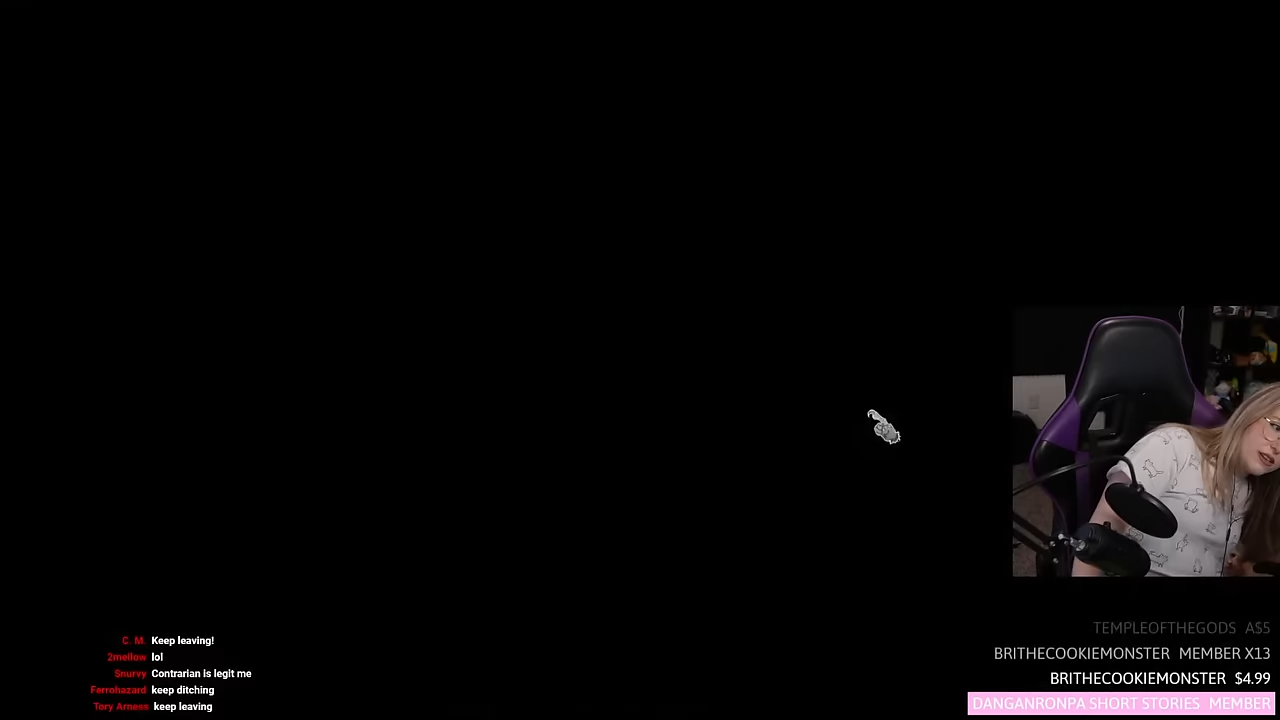 C. M. Keep leaving!
2mellow lol
Snurvy Contrarian is legit me
Ferrohazard keep ditching
Tory Arness keep leaving
TEMPLEOFTHEGODS A$5
BRITHECOOKIEMONSTER MEMBER X13
BRITHECOOKIEMONSTER $4.99
DANGANRONPA SHORT STORIES MEMBER